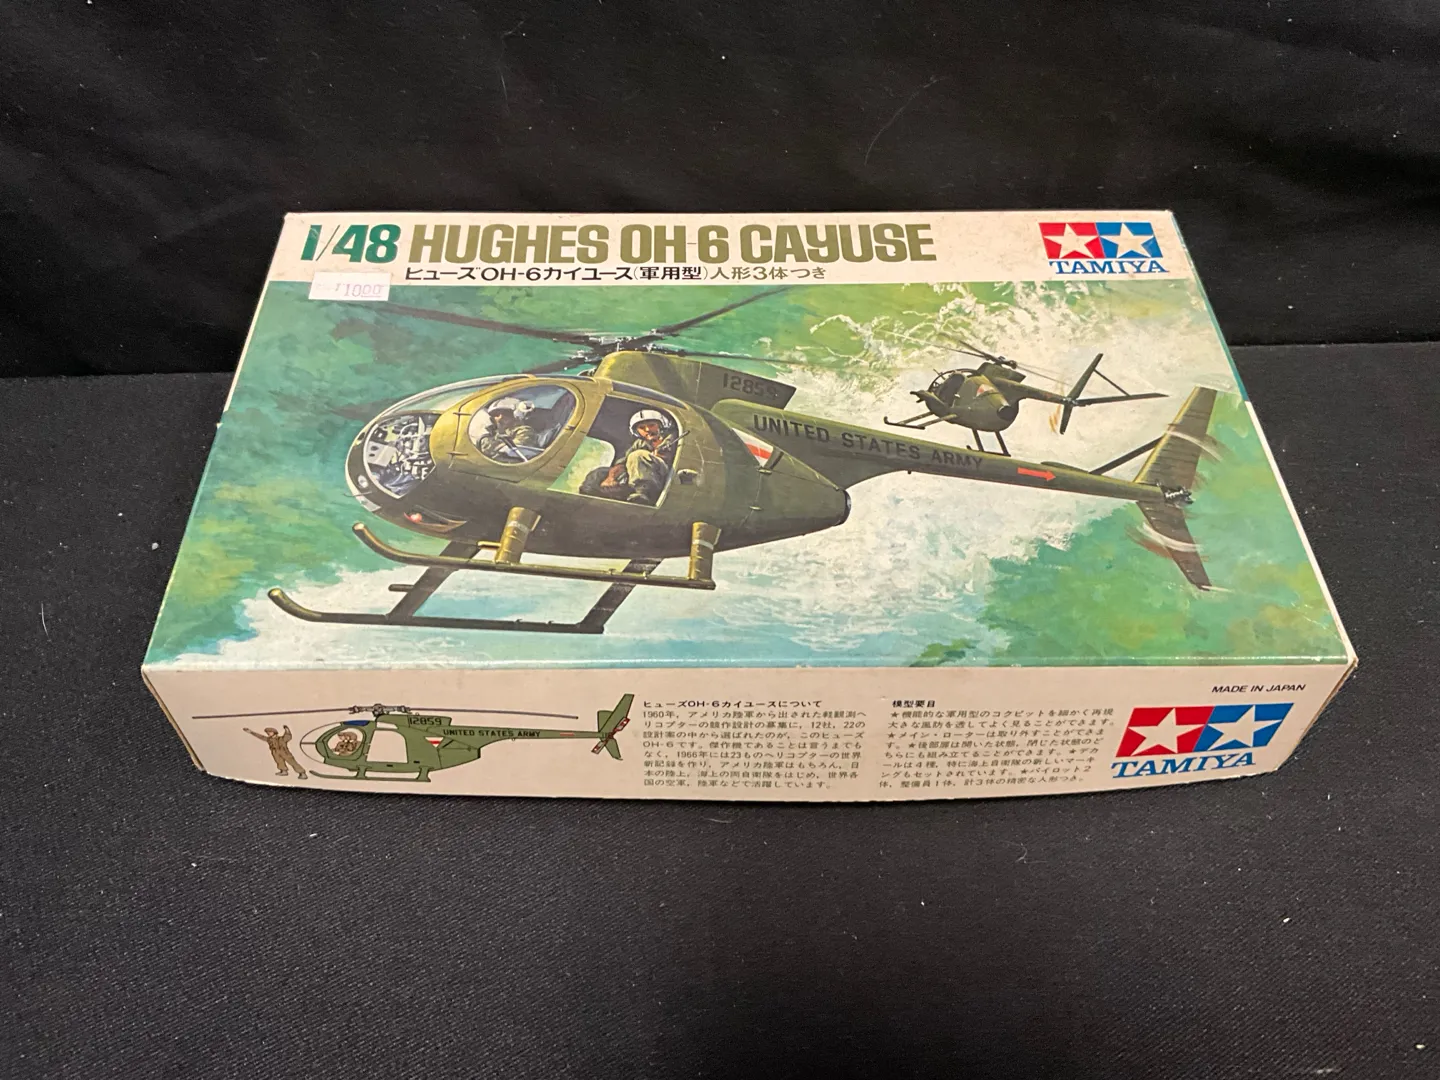 1/48 HUGHES OH-6 CAYUSE
ヒューズOH-6カイユース(軍用型)人形3体つき
TAMIYA
1000
12859
UNITED STATES ARMY
MADE IN JAPAN
12859
UNITED STATES ARMY
ヒューズOH-6カイユースについて
1960年,アメリカ陸軍から出された軽観測ヘ
リコプターの競作設計の募集に,12社,22の
設計案の中から選ばれたのが,このヒューズ
OH-6です。傑作機であることは言うまでも
なく,1966年には23ものヘリコプターの世界
新記録を作り,アメリカ陸軍はもちろん,日
本の陸上,海上の両自衛隊をはじめ,世界各
国の空軍,陸軍などで活躍しています。
模型要目
★機能的な軍用型のコクピットを細かく再現
大きな風防を透してよく見ることができます。
★メイン・ローターは取り外すことができま
す。★後部扉は開いた状態,閉じた状態のど
ちらにも組み立てることができます。★デカ
ールは4種,特に海上自衛隊の新しいマーキ
ングもセットされています。★パイロット2
体,整備員1体,計3体の精密な人形つき。
TAMIYA